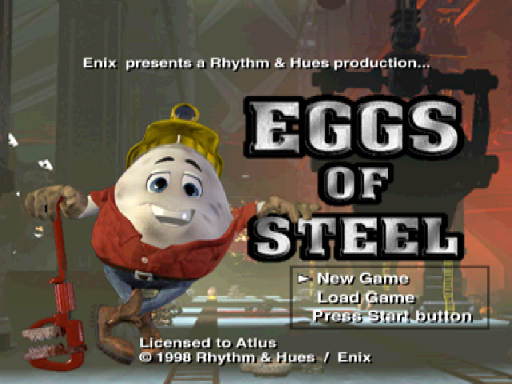 Enix presents a Rhythm & Hues production...
EGGS
OF
STEEL
► New Game
Load Game
Press Start button
Licensed to Atlus
© 1998 Rhythm & Hues / Enix